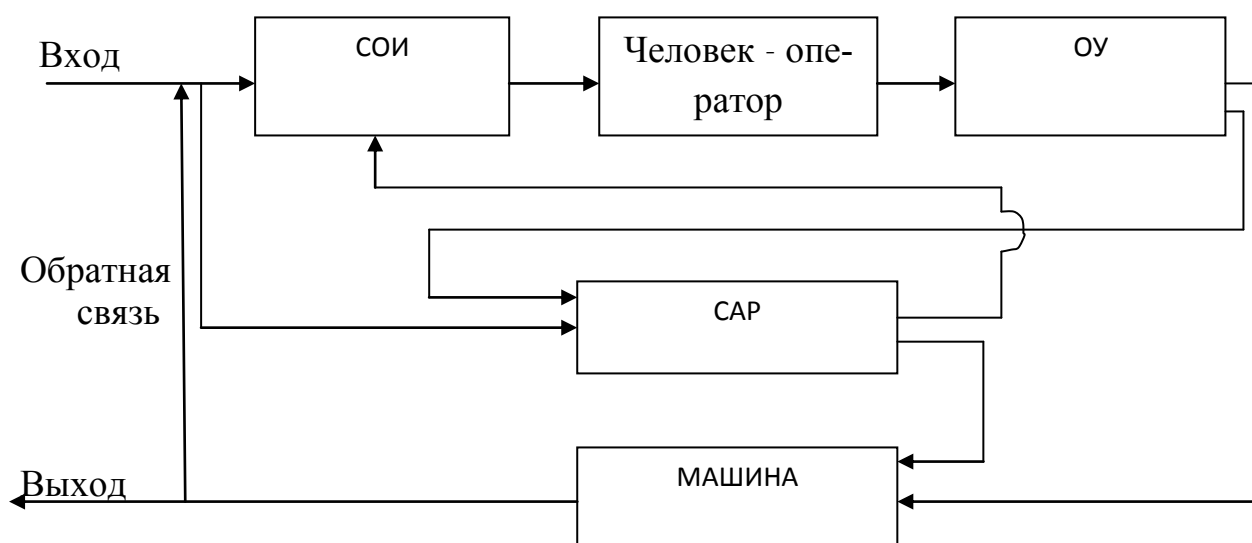 Вход
СОИ
Человек - опе-
ратор
ОУ
Обратная
связь
САР
Выход
МАШИНА